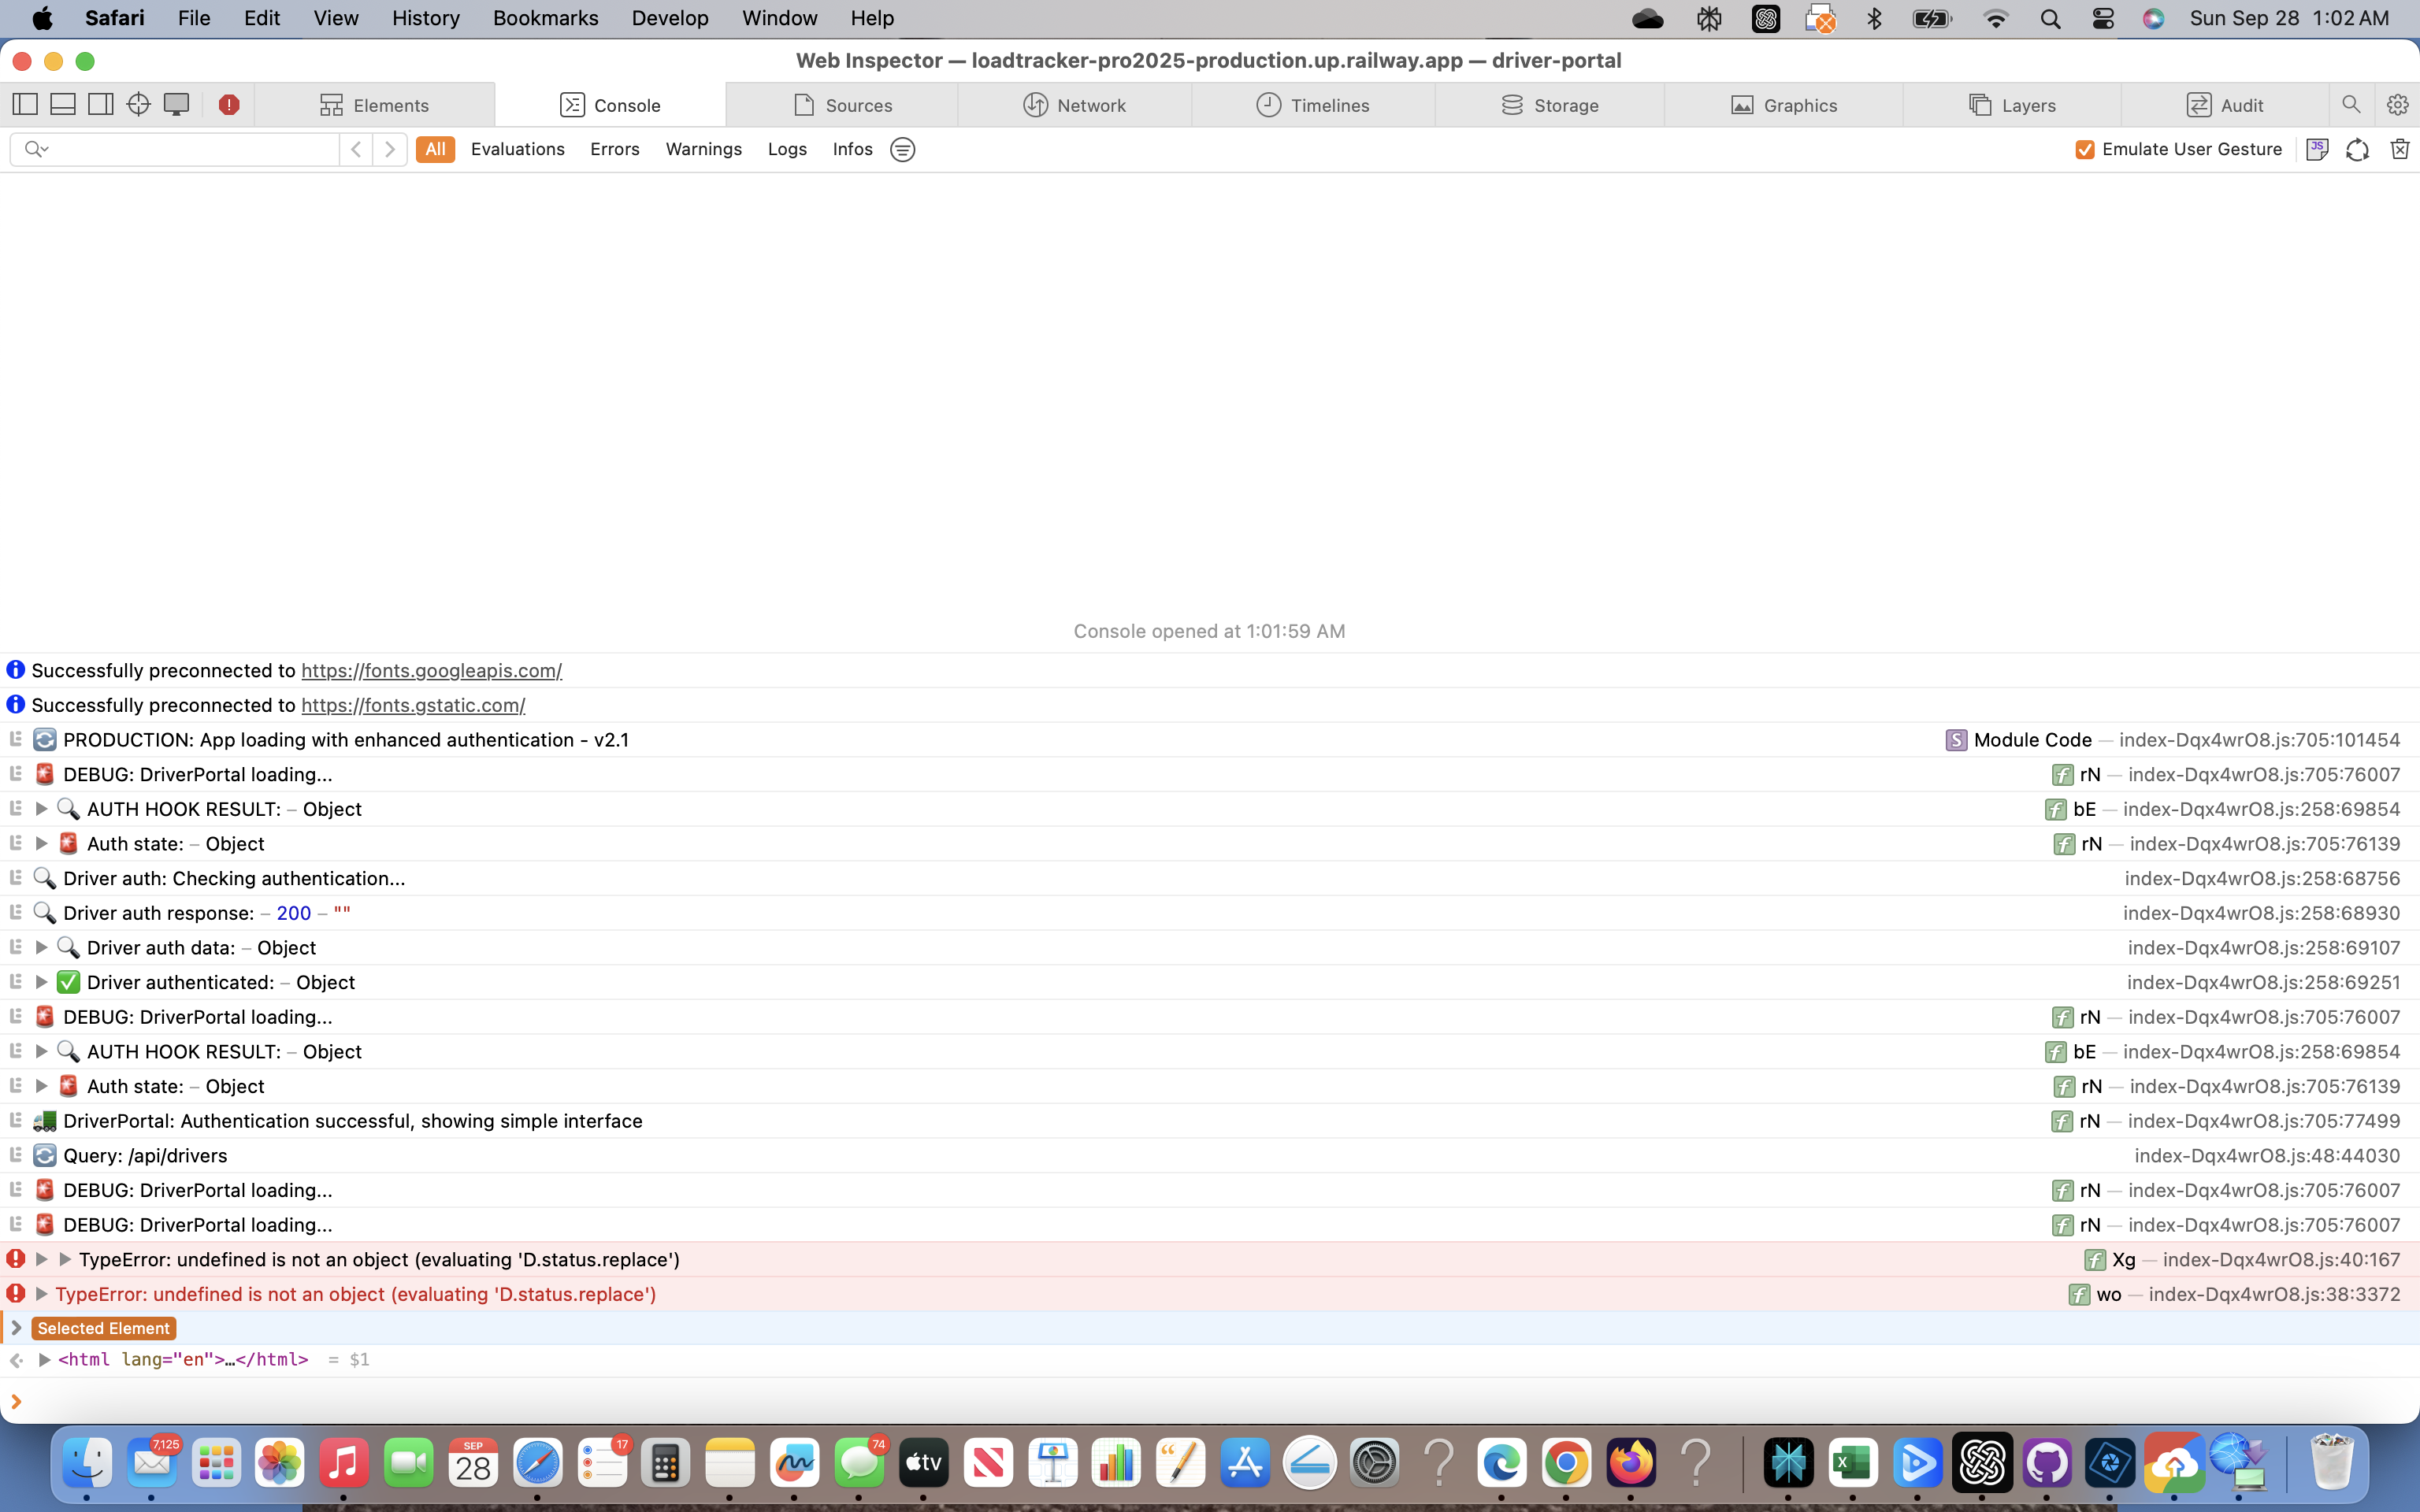 Safari File Edit View History Bookmarks Develop Window Help Sun Sep 28 1:02 AM
Web Inspector — loadtracker-pro2025-production.up.railway.app — driver-portal
Elements Console Sources Network Timelines Storage Graphics Layers Audit
All Evaluations Errors Warnings Logs Infos Emulate User Gesture JS
Console opened at 1:01:59 AM
Successfully preconnected to https://fonts.googleapis.com/
Successfully preconnected to https://fonts.gstatic.com/
PRODUCTION: App loading with enhanced authentication - v2.1 S Module Code — index-Dqx4wrO8.js:705:101454
DEBUG: DriverPortal loading... f rN — index-Dqx4wrO8.js:705:76007
AUTH HOOK RESULT: – Object f bE — index-Dqx4wrO8.js:258:69854
Auth state: – Object f rN — index-Dqx4wrO8.js:705:76139
Driver auth: Checking authentication... index-Dqx4wrO8.js:258:68756
Driver auth response: – 200 – "" index-Dqx4wrO8.js:258:68930
Driver auth data: – Object index-Dqx4wrO8.js:258:69107
Driver authenticated: – Object index-Dqx4wrO8.js:258:69251
DEBUG: DriverPortal loading... f rN — index-Dqx4wrO8.js:705:76007
AUTH HOOK RESULT: – Object f bE — index-Dqx4wrO8.js:258:69854
Auth state: – Object f rN — index-Dqx4wrO8.js:705:76139
DriverPortal: Authentication successful, showing simple interface f rN — index-Dqx4wrO8.js:705:77499
Query: /api/drivers index-Dqx4wrO8.js:48:44030
DEBUG: DriverPortal loading... f rN — index-Dqx4wrO8.js:705:76007
DEBUG: DriverPortal loading... f rN — index-Dqx4wrO8.js:705:76007
TypeError: undefined is not an object (evaluating 'D.status.replace') f Xg — index-Dqx4wrO8.js:40:167
TypeError: undefined is not an object (evaluating 'D.status.replace') f wo — index-Dqx4wrO8.js:38:3372
Selected Element
<html lang="en">…</html> = $1
7,125 SEP 28 17 74 tv